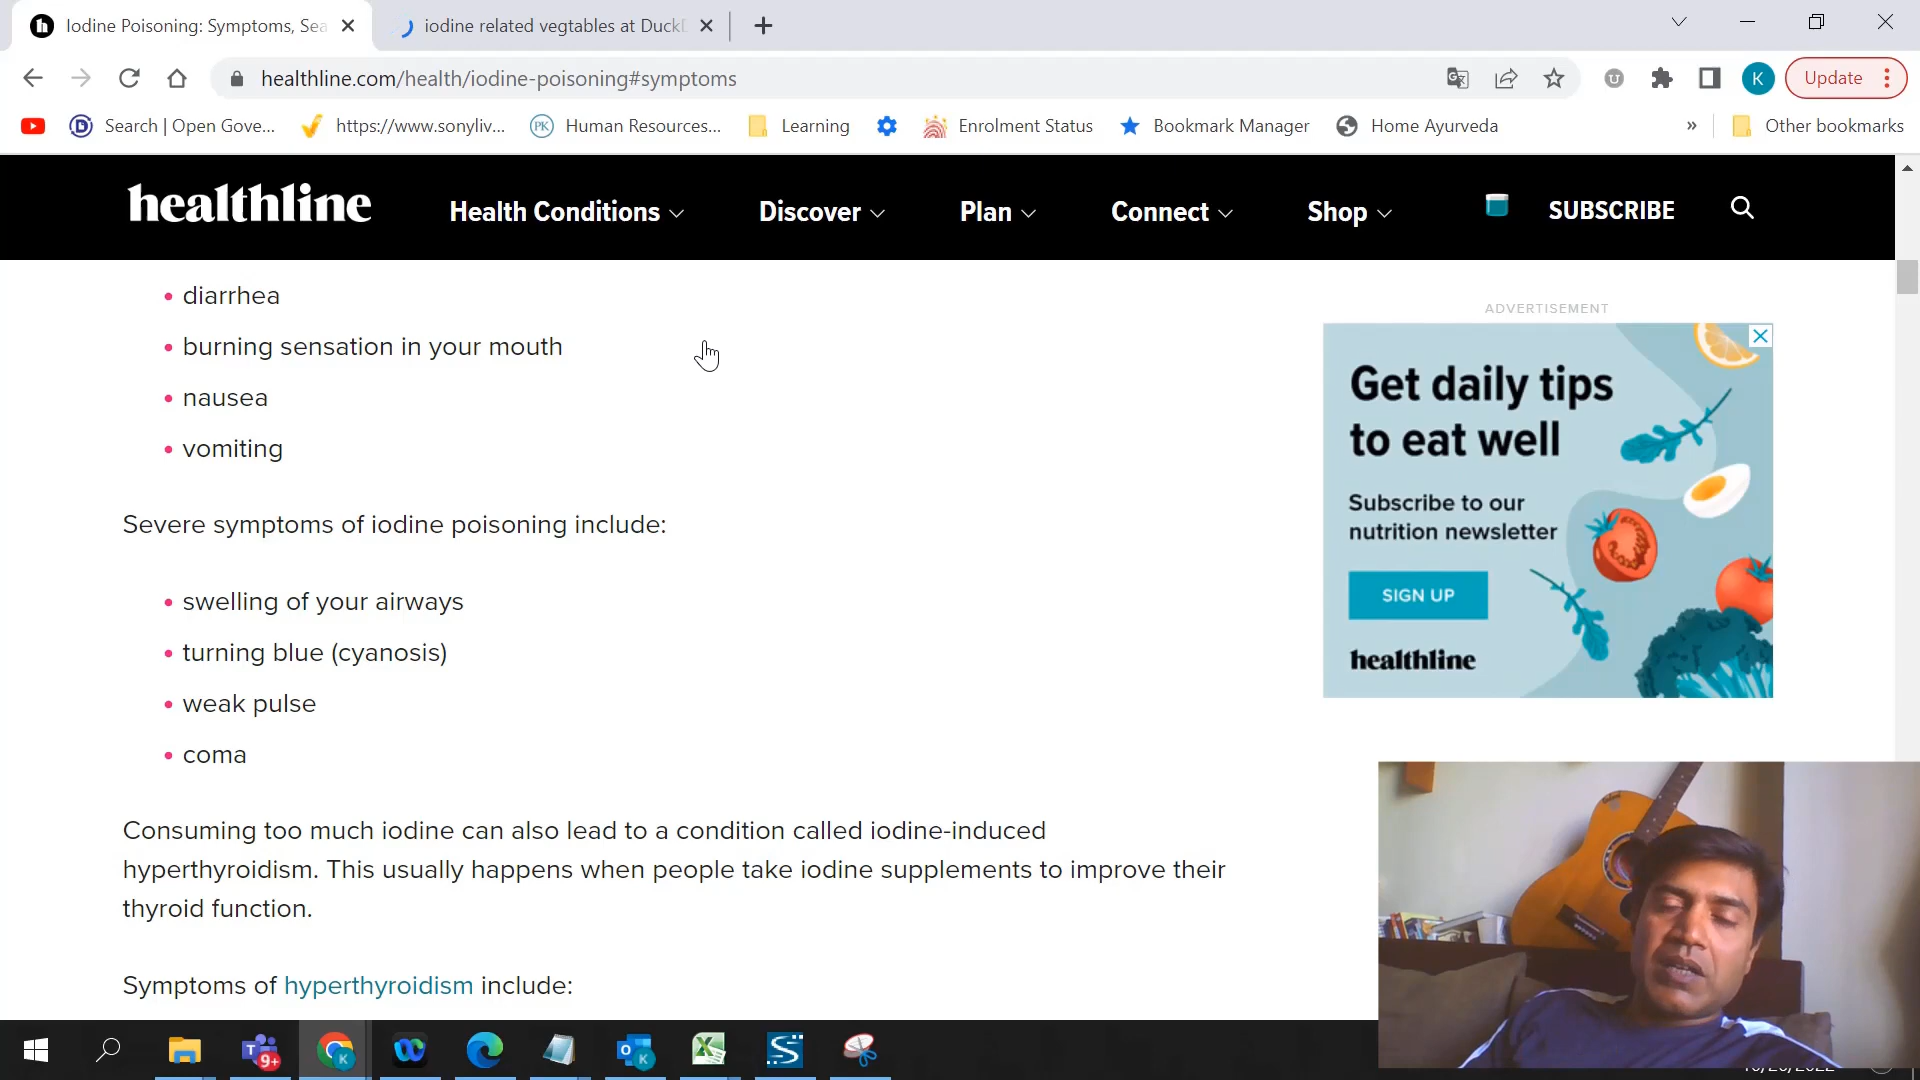 Iodine Poisoning: Symptoms, Sea
iodine related vegtables at DuckD
healthline.com/health/iodine-poisoning#symptoms
K
Update
Search | Open Gove...
https://www.sonyliv...
PK
Human Resources...
Learning
Enrolment Status
Bookmark Manager
Home Ayurveda
»
Other bookmarks
healthline
Health Conditions
Discover
Plan
Connect
Shop
SUBSCRIBE
• diarrhea
• burning sensation in your mouth
• nausea
• vomiting
Severe symptoms of iodine poisoning include:
• swelling of your airways
• turning blue (cyanosis)
• weak pulse
• coma
Consuming too much iodine can also lead to a condition called iodine-induced
hyperthyroidism. This usually happens when people take iodine supplements to improve their
thyroid function.
Symptoms of hyperthyroidism include:
ADVERTISEMENT
Get daily tips
to eat well
Subscribe to our
nutrition newsletter
SIGN UP
healthline
9+